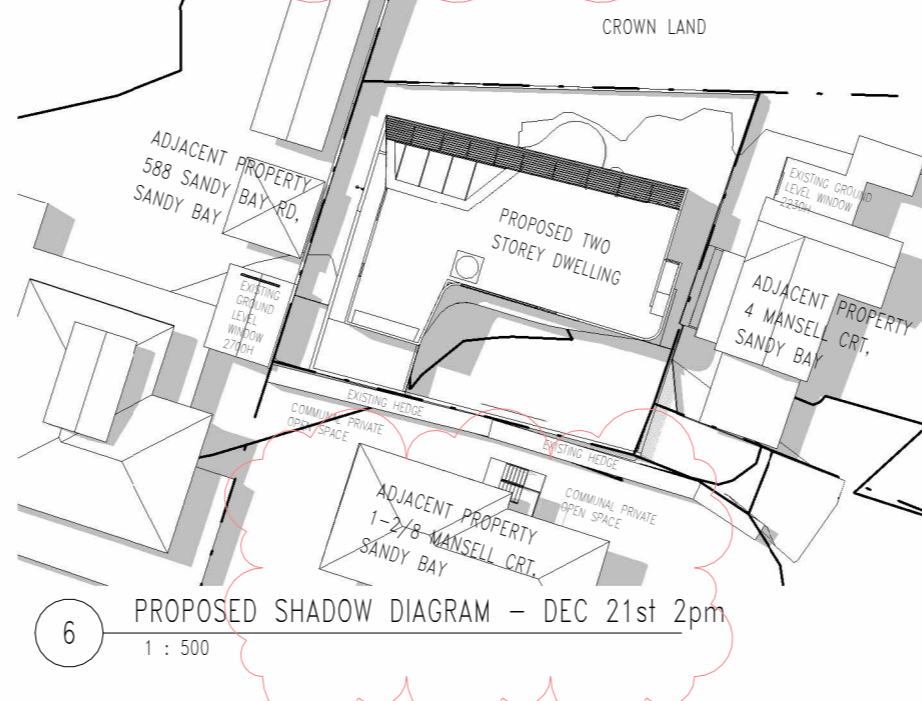 CROWN LAND
ADJACENT PROPERTY
588 SANDY BAY RD,
SANDY BAY
EXISTING GROUND
LEVEL WINDOW
2230H
PROPOSED TWO
STOREY DWELLING
ADJACENT PROPERTY
4 MANSELL CRT,
SANDY BAY
EXISTING
GROUND
LEVEL
WINDOW
2700H
EXISTING HEDGE
COMMUNAL PRIVATE
OPEN SPACE
EXISTING HEDGE
ADJACENT PROPERTY
1-2/8 MANSELL CRT,
SANDY BAY
COMMUNAL PRIVATE
OPEN SPACE
6
PROPOSED SHADOW DIAGRAM - DEC 21st 2pm
1 : 500